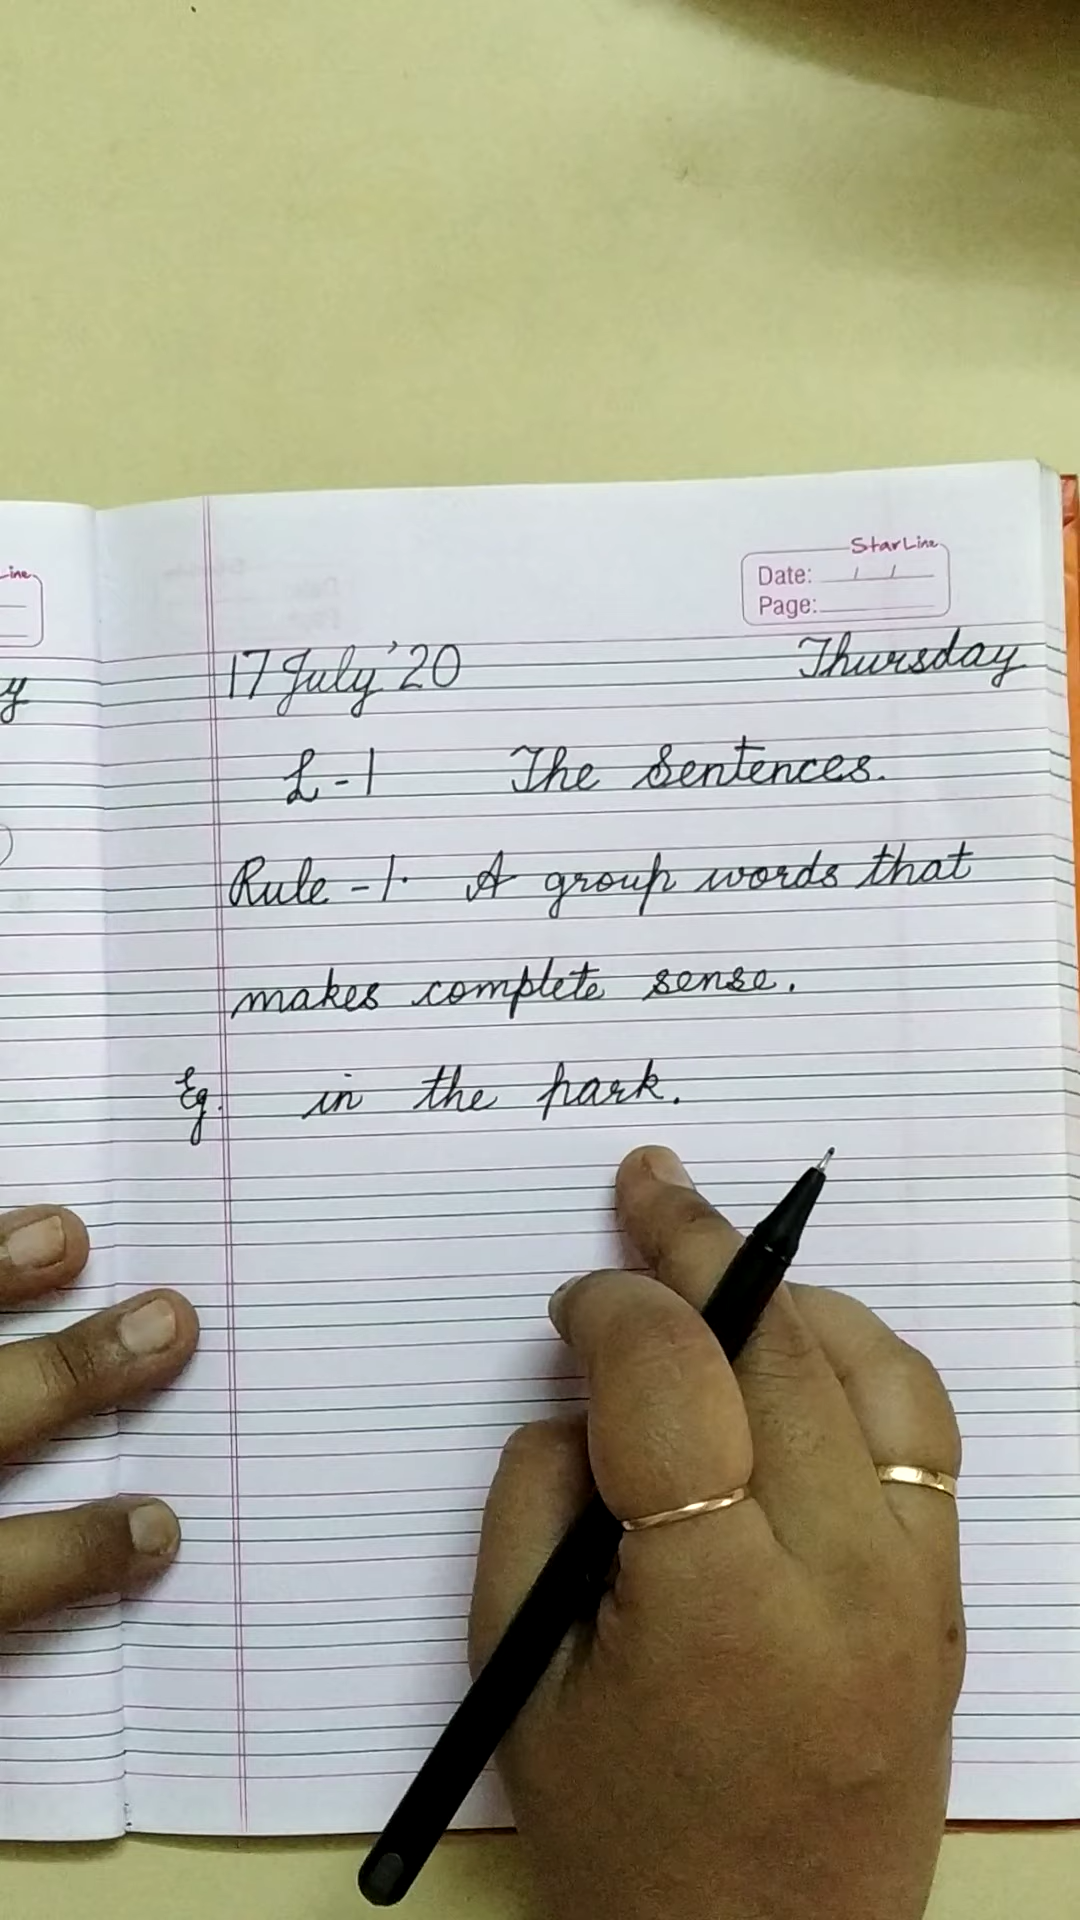 Line
StarLine
Date: / /
Page:
y
17 July '20 Thursday
L-1 The Sentences.
Rule -1. A group words that
makes complete sense.
Eg. in the park.